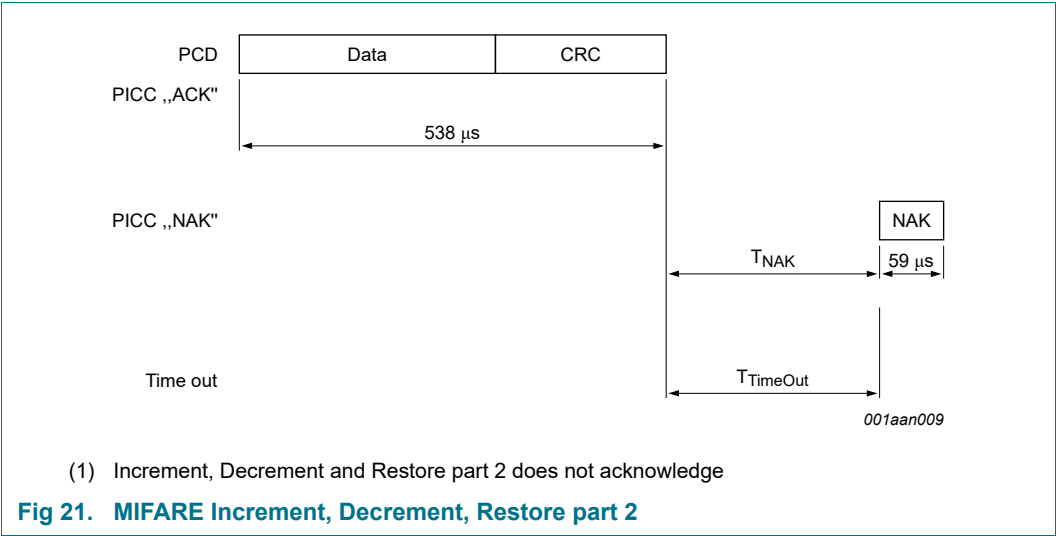 PCD Data CRC
PICC ,,ACK"
538 μs
PICC ,,NAK" NAK
TNAK 59 μs
Time out TTimeOut
001aan009
(1) Increment, Decrement and Restore part 2 does not acknowledge
Fig 21. MIFARE Increment, Decrement, Restore part 2